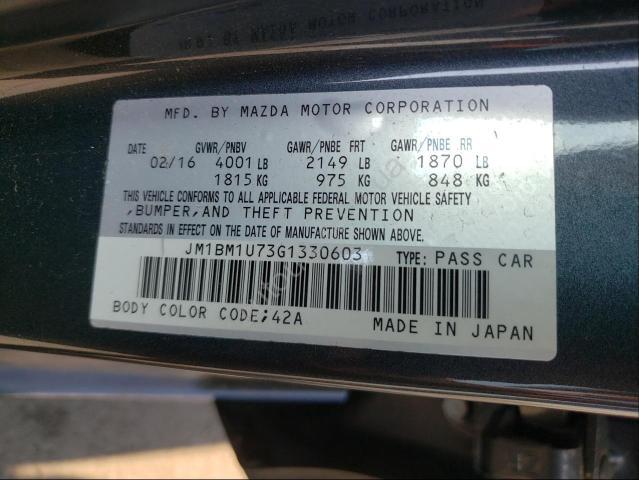 MFD. BY MAZDA MOTOR CORPORATION
DATE GVWR/PNBV GAWR/PNBE FRT GAWR/PNBE RR
02/16 4001 LB 2149 LB 1870 LB
1815 KG 975 KG 848 KG
THIS VEHICLE CONFORMS TO ALL APPLICABLE FEDERAL MOTOR VEHICLE SAFETY
,BUMPER,AND THEFT PREVENTION
STANDARDS IN EFFECT ON THE DATE OF MANUFACTURE SHOWN ABOVE.
JM1BM1U73G1330603 TYPE: PASS CAR
BODY COLOR CODE;42A MADE IN JAPAN